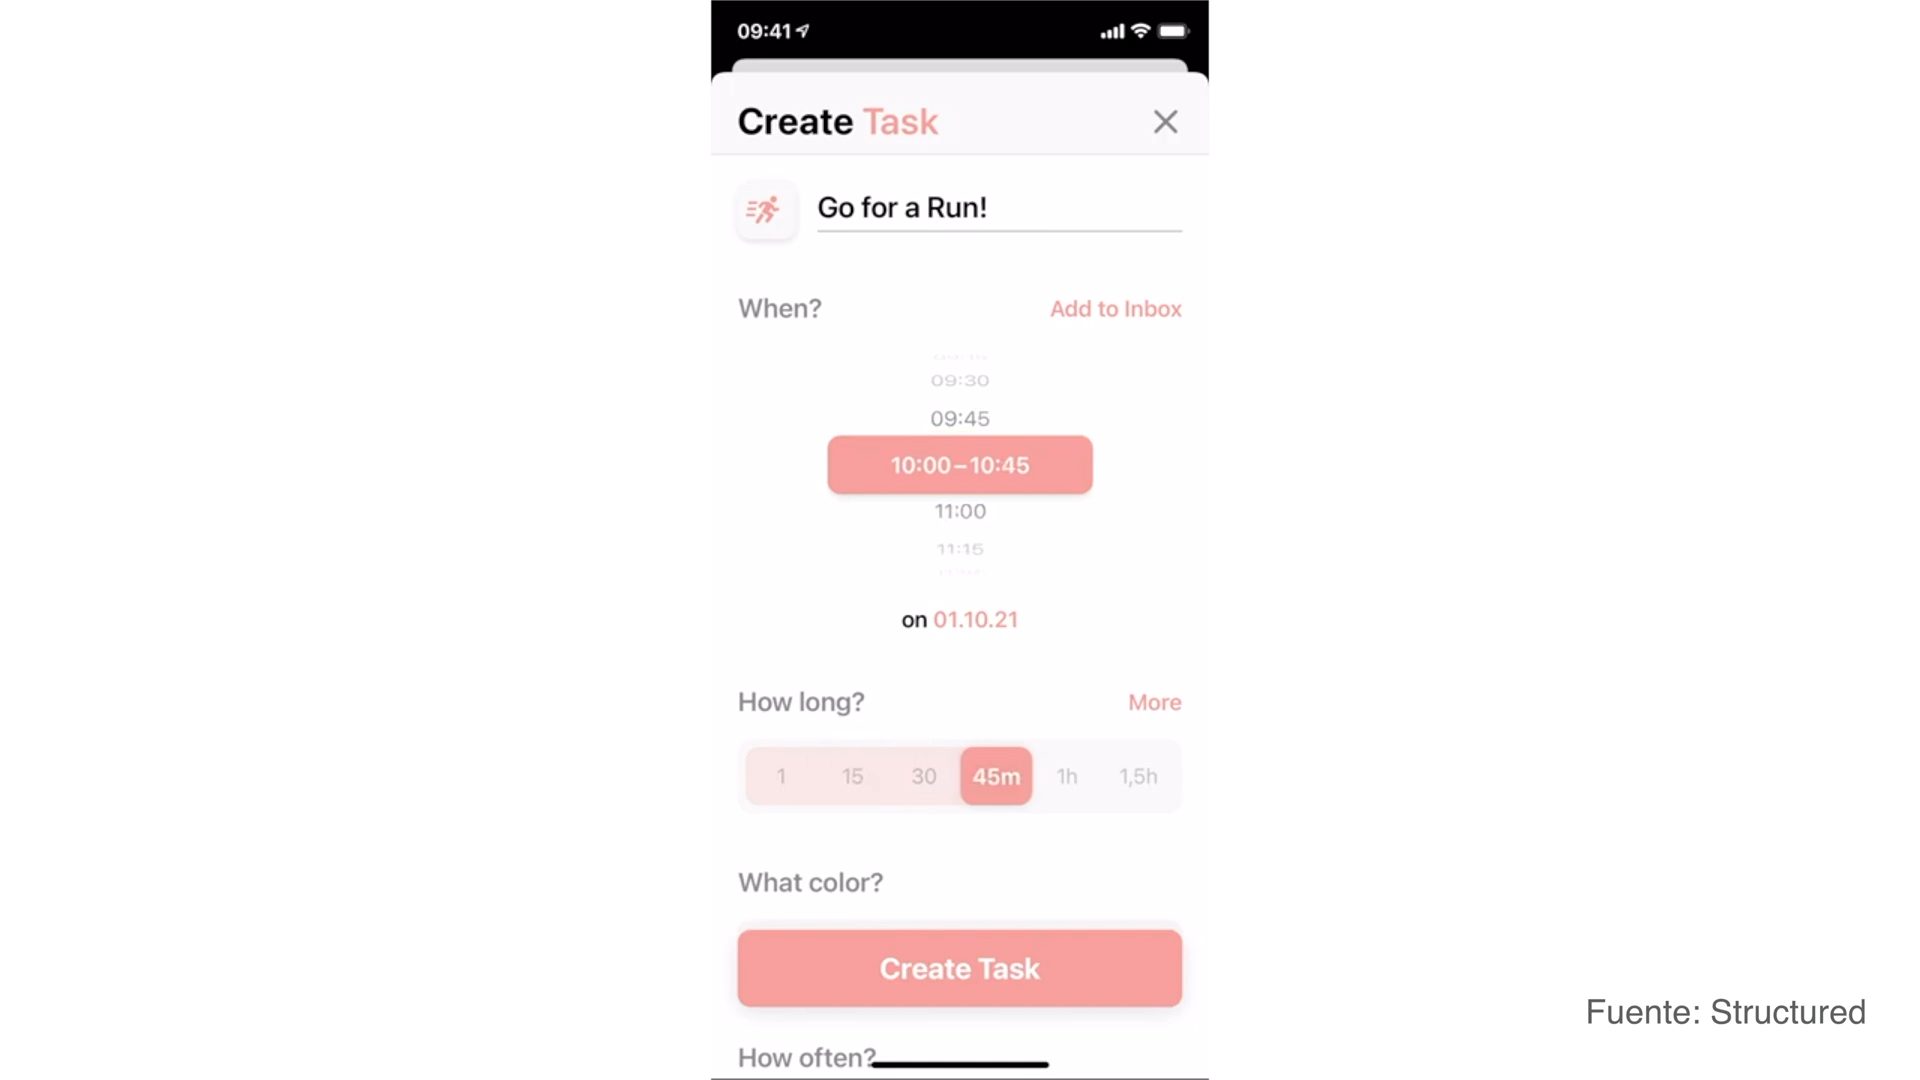 09:41
Create Task
Go for a Run!
When?
Add to Inbox
09:30
09:45
10:00–10:45
11:00
11:15
on 01.10.21
How long?
More
1 15 30 45m 1h 1,5h
What color?
Create Task
How often?
Fuente: Structured